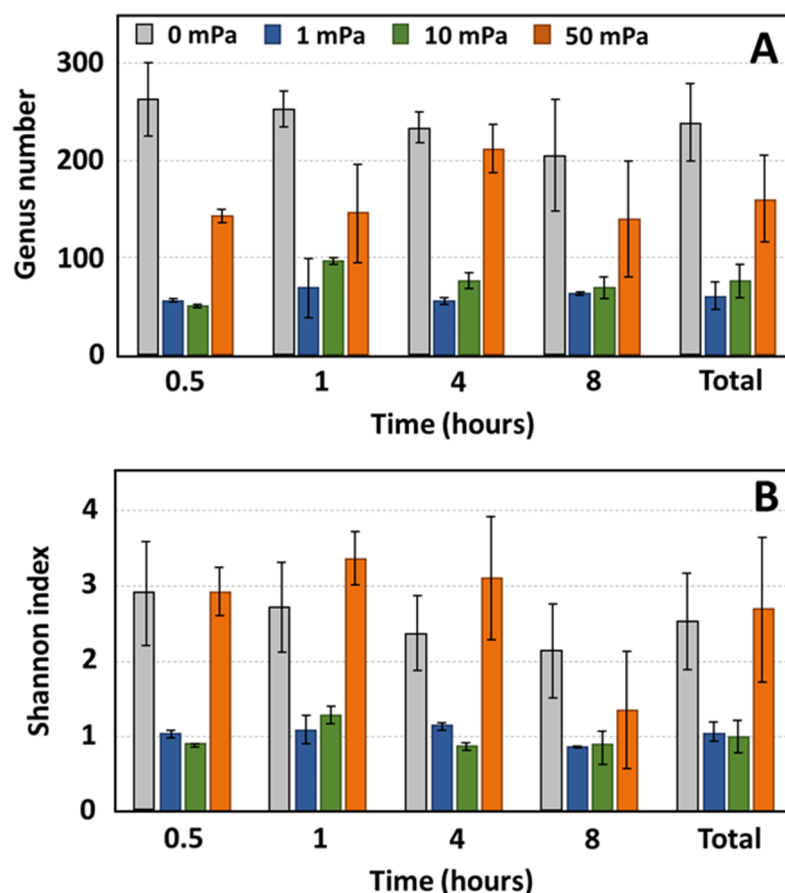 0 mPa 1 mPa 10 mPa 50 mPa A
300
200
100
0
Genus number
0.5 1 4 8 Total
Time (hours)
B
4
3
2
1
0
Shannon index
0.5 1 4 8 Total
Time (hours)